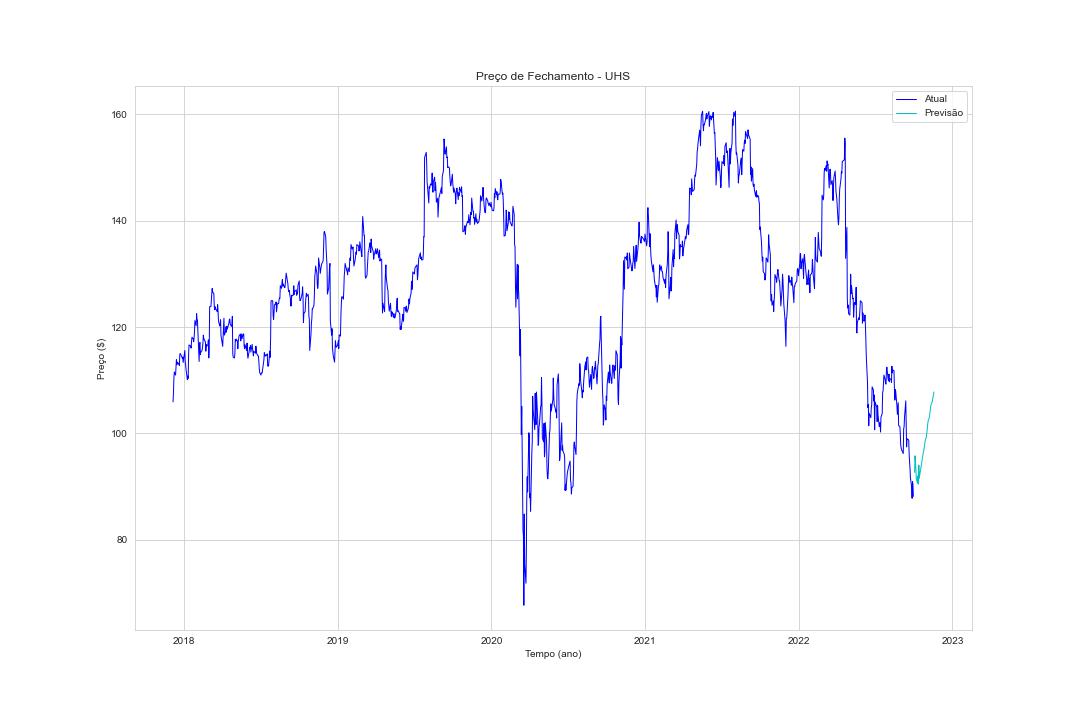 Preço de Fechamento - UHS
Atual
Previsão
160
140
120
100
80
Preço ($)
2018
2019
2020
2021
2022
2023
Tempo (ano)